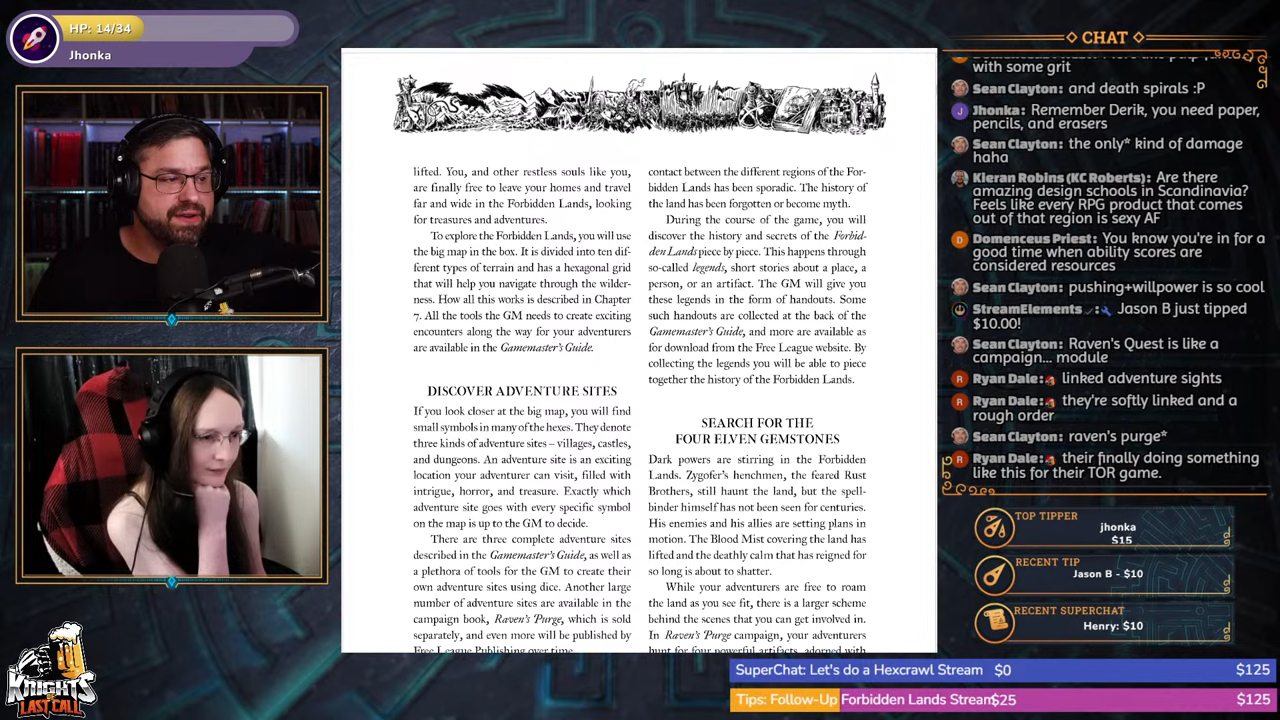 HP: 14/34
Jhonka
lifted. You, and other restless souls like you,
are finally free to leave your homes and travel
far and wide in the Forbidden Lands, looking
for treasures and adventures.
To explore the Forbidden Lands, you will use
the big map in the box. It is divided into ten dif-
ferent types of terrain and has a hexagonal grid
that will help you navigate through the wilder-
ness. How all this works is described in Chapter
7. All the tools the GM needs to create exciting
encounters along the way for your adventurers
are available in the Gamemaster's Guide.
DISCOVER ADVENTURE SITES
If you look closer at the big map, you will find
small symbols in many of the hexes. They denote
three kinds of adventure sites – villages, castles,
and dungeons. An adventure site is an exciting
location your adventurer can visit, filled with
intrigue, horror, and treasure. Exactly which
adventure site goes with every specific symbol
on the map is up to the GM to decide.
There are three complete adventure sites
described in the Gamemaster's Guide, as well as
a plethora of tools for the GM to create their
own adventure sites using dice. Another large
number of adventure sites are available in the
campaign book, Raven's Purge, which is sold
separately, and even more will be published by
Free League Publishing over time.
contact between the different regions of the For-
bidden Lands has been sporadic. The history of
the land has been forgotten or become myth.
During the course of the game, you will
discover the history and secrets of the Forbid-
den Lands piece by piece. This happens through
so-called legends, short stories about a place, a
person, or an artifact. The GM will give you
these legends in the form of handouts. Some
such handouts are collected at the back of the
Gamemaster's Guide, and more are available as
for download from the Free League website. By
collecting the legends you will be able to piece
together the history of the Forbidden Lands.
SEARCH FOR THE
FOUR ELVEN GEMSTONES
Dark powers are stirring in the Forbidden
Lands. Zygofer's henchmen, the feared Rust
Brothers, still haunt the land, but the spell-
binder himself has not been seen for centuries.
His enemies and his allies are setting plans in
motion. The Blood Mist covering the land has
lifted and the deathly calm that has reigned for
so long is about to shatter.
While your adventurers are free to roam
the land as you see fit, there is a larger scheme
behind the scenes that you can get involved in.
In Raven's Purge campaign, your adventurers
hunt for four powerful artifacts, adorned with
CHAT
with some grit
Sean Clayton: and death spirals :P
Jhonka: Remember Derik, you need paper,
pencils, and erasers
Sean Clayton: the only* kind of damage
haha
Kieran Robins (KC Roberts): Are there
amazing design schools in Scandinavia?
Feels like every RPG product that comes
out of that region is sexy AF
Domenceus Priest: You know you're in for a
good time when ability scores are
considered resources
Sean Clayton: pushing+willpower is so cool
StreamElements: Jason B just tipped
$10.00!
Sean Clayton: Raven's Quest is like a
campaign... module
Ryan Dale: linked adventure sights
Ryan Dale: they're softly linked and a
rough order
Sean Clayton: raven's purge*
Ryan Dale: their finally doing something
like this for their TOR game.
TOP TIPPER
jhonka
$15
RECENT TIP
Jason B - $10
RECENT SUPERCHAT
Henry: $10
SuperChat: Let's do a Hexcrawl Stream $0 $125
Tips: Follow-Up Forbidden Lands Stream $25 $125
KNIGHTS
OF
LAST CALL